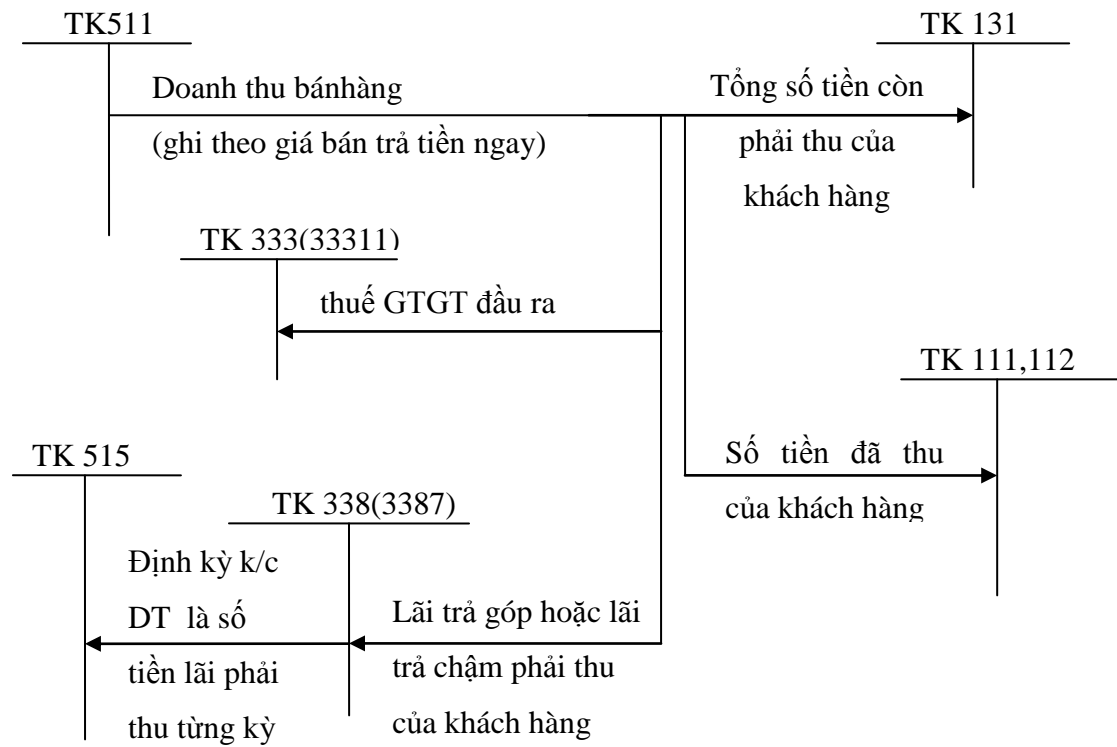 TK511
TK 131
Doanh thu bánhàng
(ghi theo giá bán trả tiền ngay)
Tổng số tiền còn
phải thu của
khách hàng
TK 333(33311)
thuế GTGT đầu ra
TK 111,112
Số tiền đã thu
của khách hàng
TK 515
TK 338(3387)
Định kỳ k/c
DT là số
tiền lãi phải
thu từng kỳ
Lãi trả góp hoặc lãi
trả chậm phải thu
của khách hàng